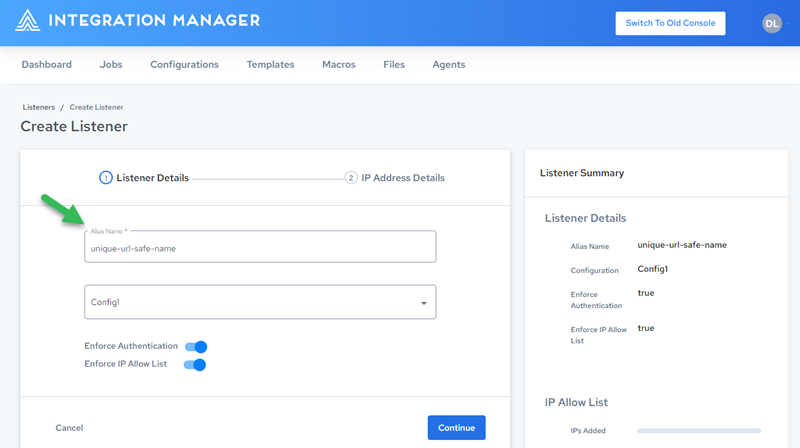 INTEGRATION MANAGER
Switch To Old Console
DL
Dashboard Jobs Configurations Templates Macros Files Agents
Listeners / Create Listener
Create Listener
1 Listener Details 2 IP Address Details
Alias Name *
unique-url-safe-name
Config1
Enforce Authentication
Enforce IP Allow List
Cancel Continue
Listener Summary
Listener Details
Alias Name unique-url-safe-name
Configuration Config1
Enforce Authentication true
Enforce IP Allow List true
IP Allow List
IPs Added